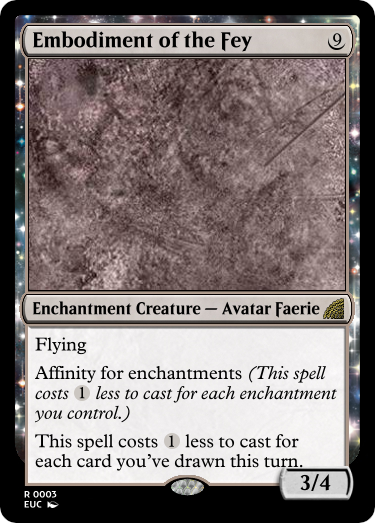 Embodiment of the Fey 9
Enchantment Creature — Avatar Faerie
Flying
Affinity for enchantments (This spell
costs 1 less to cast for each enchantment
you control.)
This spell costs 1 less to cast for
each card you've drawn this turn.
3/4
R 0003
EUC